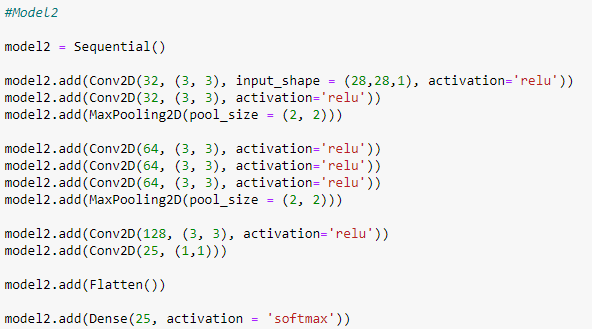 #Model2
model2 = Sequential()
model2.add(Conv2D(32, (3, 3), input_shape = (28,28,1), activation='relu'))
model2.add(Conv2D(32, (3, 3), activation='relu'))
model2.add(MaxPooling2D(pool_size = (2, 2)))
model2.add(Conv2D(64, (3, 3), activation='relu'))
model2.add(Conv2D(64, (3, 3), activation='relu'))
model2.add(Conv2D(64, (3, 3), activation='relu'))
model2.add(MaxPooling2D(pool_size = (2, 2)))
model2.add(Conv2D(128, (3, 3), activation='relu'))
model2.add(Conv2D(25, (1,1)))
model2.add(Flatten())
model2.add(Dense(25, activation = 'softmax'))